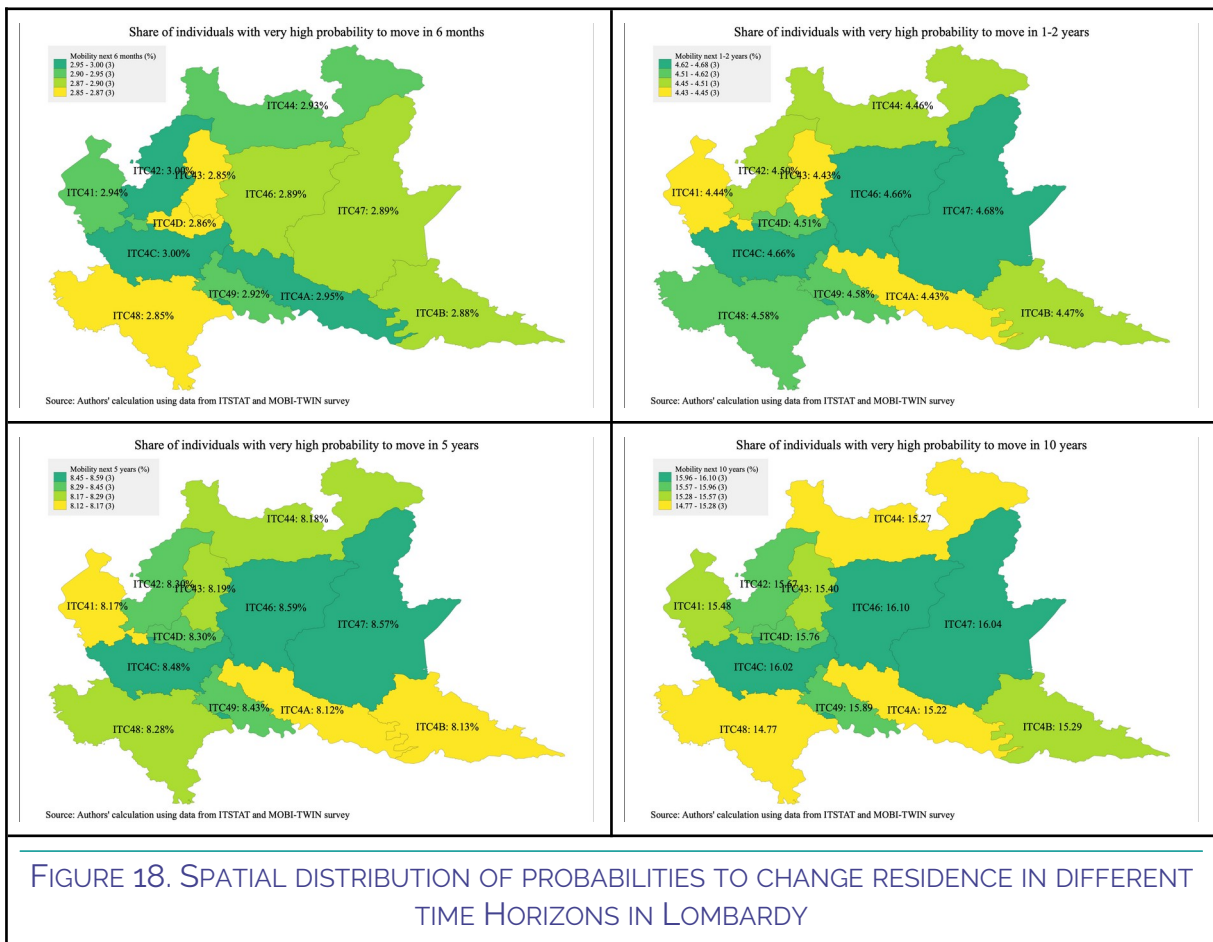 Share of individuals with very high probability to move in 6 months
Mobility next 6 months (%)
2.95 - 3.00 (3)
2.90 - 2.95 (3)
2.87 - 2.90 (3)
2.85 - 2.87 (3)
ITC44: 2.93%
ITC42: 3.00%
ITC43: 2.85%
ITC41: 2.94%
ITC46: 2.89%
ITC47: 2.89%
ITC4D: 2.86%
ITC4C: 3.00%
ITC49: 2.92%
ITC4A: 2.95%
ITC48: 2.85%
ITC4B: 2.88%
Source: Authors' calculation using data from ITSTAT and MOBI-TWIN survey
Share of individuals with very high probability to move in 1-2 years
Mobility next 1-2 years (%)
4.62 - 4.68 (3)
4.51 - 4.62 (3)
4.45 - 4.51 (3)
4.43 - 4.45 (3)
ITC44: 4.46%
ITC42: 4.50%
ITC43: 4.43%
ITC41: 4.44%
ITC46: 4.66%
ITC47: 4.68%
ITC4D: 4.51%
ITC4C: 4.66%
ITC49: 4.58%
ITC4A: 4.43%
ITC48: 4.58%
ITC4B: 4.47%
Source: Authors' calculation using data from ITSTAT and MOBI-TWIN survey
Share of individuals with very high probability to move in 5 years
Mobility next 5 years (%)
8.45 - 8.59 (3)
8.29 - 8.45 (3)
8.17 - 8.29 (3)
8.12 - 8.17 (3)
ITC44: 8.18%
ITC42: 8.30%
ITC43: 8.19%
ITC41: 8.17%
ITC46: 8.59%
ITC47: 8.57%
ITC4D: 8.30%
ITC4C: 8.48%
ITC49: 8.43%
ITC4A: 8.12%
ITC48: 8.28%
ITC4B: 8.13%
Source: Authors' calculation using data from ITSTAT and MOBI-TWIN survey
Share of individuals with very high probability to move in 10 years
Mobility next 10 years (%)
15.96 - 16.10 (3)
15.57 - 15.96 (3)
15.28 - 15.57 (3)
14.77 - 15.28 (3)
ITC44: 15.27
ITC42: 15.67
ITC43: 15.40
ITC41: 15.48
ITC46: 16.10
ITC47: 16.04
ITC4D: 15.76
ITC4C: 16.02
ITC49: 15.89
ITC4A: 15.22
ITC48: 14.77
ITC4B: 15.29
Source: Authors' calculation using data from ITSTAT and MOBI-TWIN survey
FIGURE 18. SPATIAL DISTRIBUTION OF PROBABILITIES TO CHANGE RESIDENCE IN DIFFERENT
TIME HORIZONS IN LOMBARDY